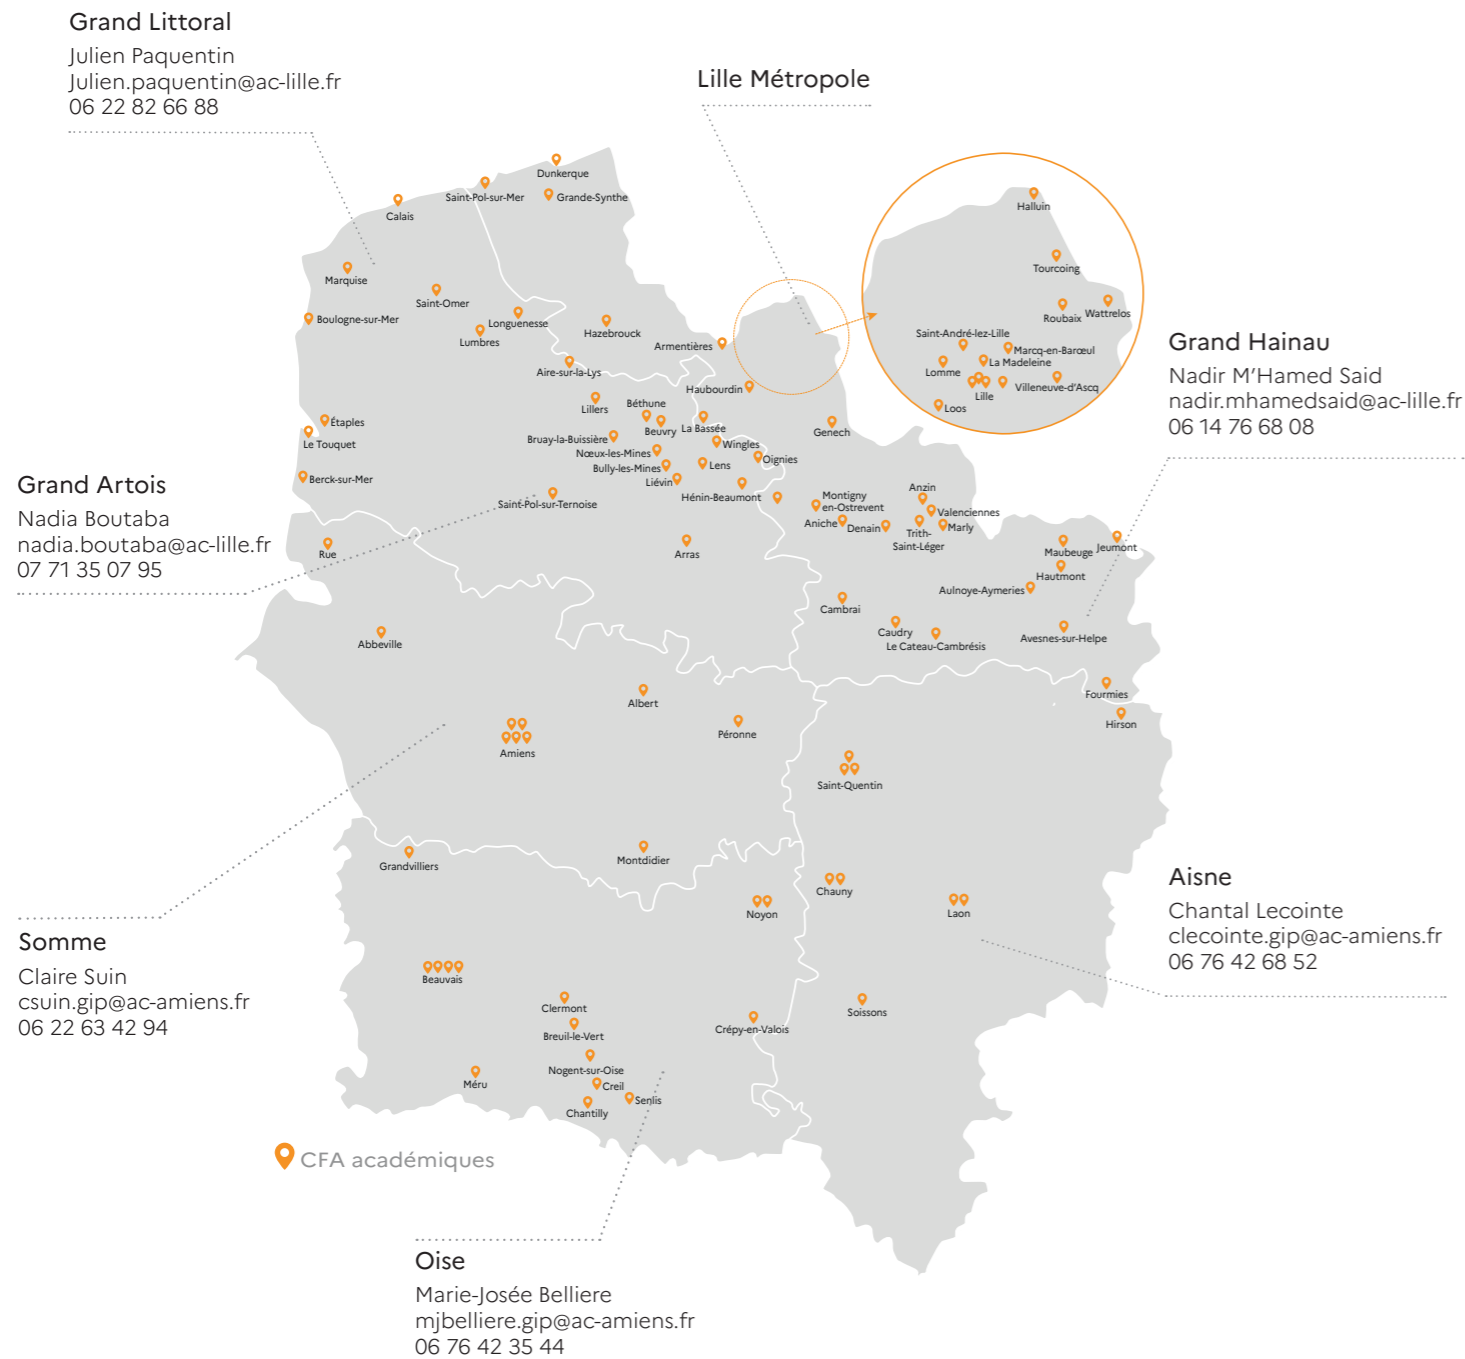 Grand Littoral
Julien Paquentin
Julien.paquentin@ac-lille.fr
06 22 82 66 88
Lille Métropole
Dunkerque
Saint-Pol-sur-Mer
Grande-Synthe
Calais
Marquise
Saint-Omer
Boulogne-sur-Mer
Longuenesse
Lumbres
Hazebrouck
Armentières
Aire-sur-la-Lys
Haubourdin
Halluin
Tourcoing
Roubaix
Wattrelos
Saint-André-lez-Lille
Marcq-en-Barœul
La Madeleine
Lomme
Villeneuve-d'Ascq
Lille
Loos
Grand Hainau
Nadir M'Hamed Said
nadir.mhamedsaid@ac-lille.fr
06 14 76 68 08
Étaples
Le Touquet
Berck-sur-Mer
Lillers
Béthune
Beuvry
La Bassée
Genech
Bruay-la-Buissière
Wingles
Nœux-les-Mines
Oignies
Bully-les-Mines
Lens
Liévin
Hénin-Beaumont
Saint-Pol-sur-Ternoise
Grand Artois
Nadia Boutaba
nadia.boutaba@ac-lille.fr
07 71 35 07 95
Montigny
en-Ostrevent
Anzin
Valenciennes
Aniche
Denain
Trith-
Saint-Léger
Marly
Rue
Arras
Maubeuge
Jeumont
Hautmont
Aulnoye-Aymeries
Cambrai
Caudry
Le Cateau-Cambrésis
Avesnes-sur-Helpe
Abbeville
Fourmies
Albert
Hirson
Péronne
Amiens
Saint-Quentin
Montdidier
Grandvilliers
Chauny
Noyon
Laon
Aisne
Chantal Lecointe
clecointe.gip@ac-amiens.fr
06 76 42 68 52
Somme
Claire Suin
csuin.gip@ac-amiens.fr
06 22 63 42 94
Beauvais
Clermont
Soissons
Breuil-le-Vert
Crépy-en-Valois
Nogent-sur-Oise
Méru
Creil
Senlis
Chantilly
CFA académiques
Oise
Marie-Josée Belliere
mjbelliere.gip@ac-amiens.fr
06 76 42 35 44